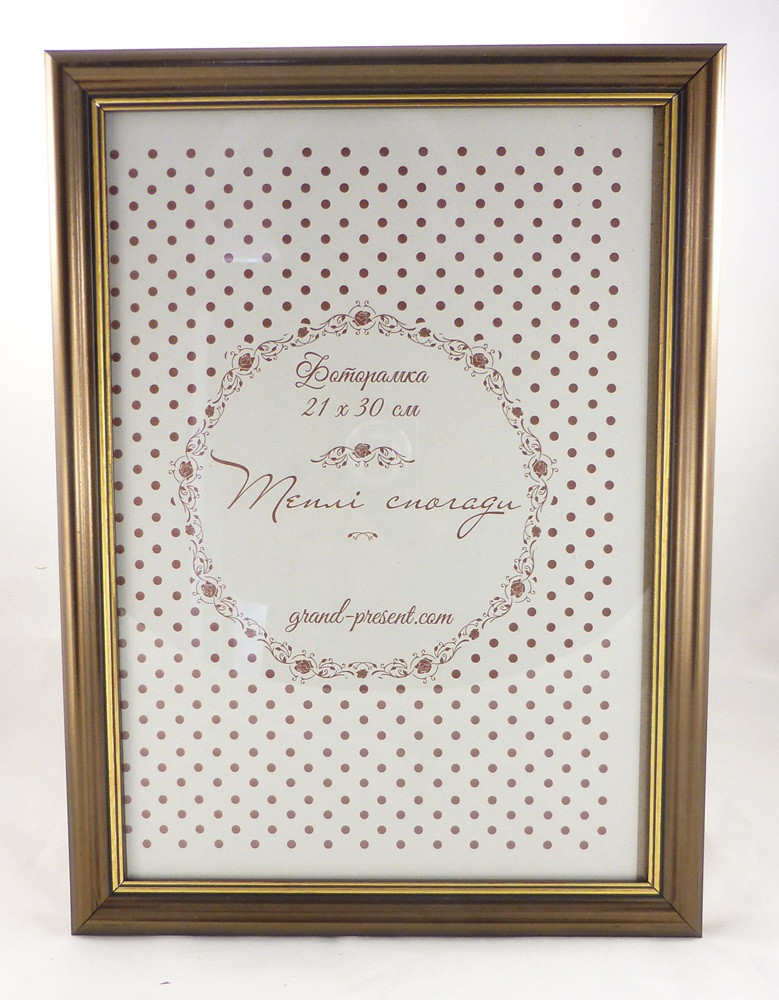 Фоторамка
21 x 30 см
Теплі спогади
grand-present.com